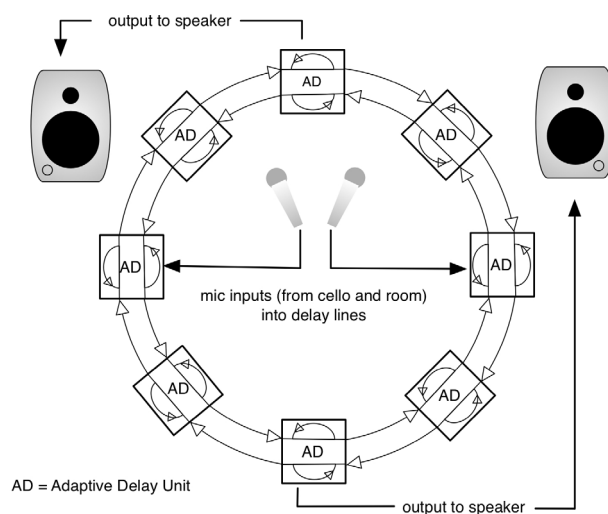 output to speaker
AD
AD
AD
AD
AD
mic inputs (from cello and room)
into delay lines
AD
AD
AD
AD = Adaptive Delay Unit
output to speaker